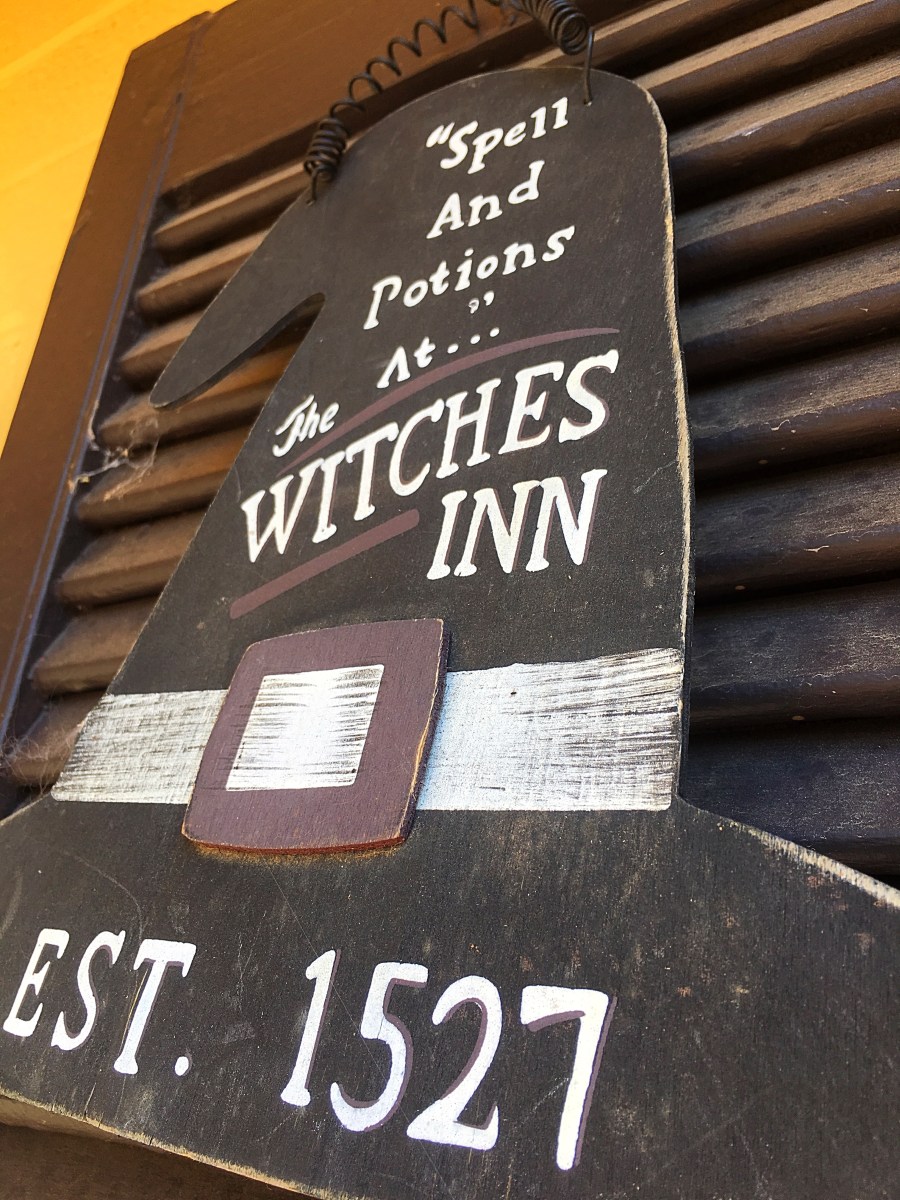 “Spell
And
Potions
”
At...
The
WITCHES
INN
EST. 1527